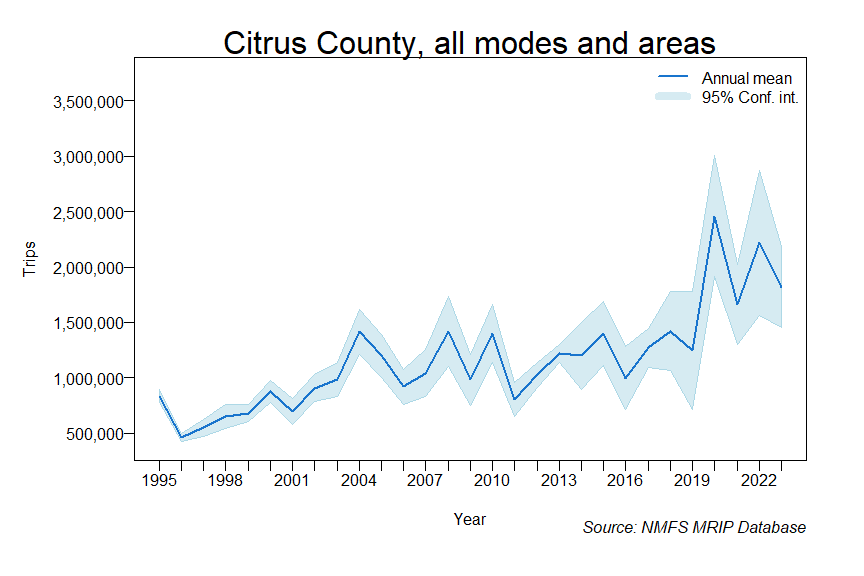 Citrus County, all modes and areas
Annual mean
95% Conf. int.
3,500,000
3,000,000
2,500,000
2,000,000
1,500,000
1,000,000
500,000
Trips
1995 1998 2001 2004 2007 2010 2013 2016 2019 2022
Year
Source: NMFS MRIP Database